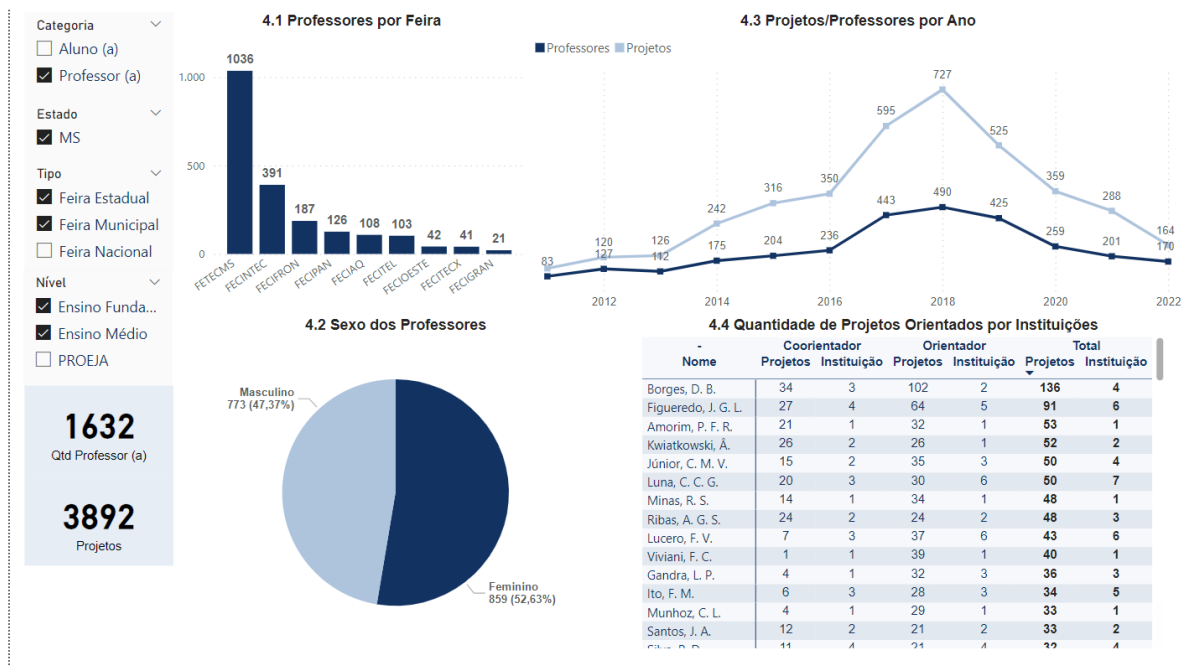 Categoria
Aluno (a)
Professor (a)
Estado
MS
Tipo
Feira Estadual
Feira Municipal
Feira Nacional
Nível
Ensino Funda...
Ensino Médio
PROEJA
1632
Qtd Professor (a)
3892
Projetos
4.1 Professores por Feira
1.000
500
0
1036
391
187
126
108
103
42
41
21
FETECMS
FECINTEC
FECIFRON
FECIPAN
FECIAQ
FECITEL
FECIOESTE
FECITECX
FECIGRAN
4.2 Sexo dos Professores
Masculino
773 (47,37%)
Feminino
859 (52,63%)
4.3 Projetos/Professores por Ano
Professores Projetos
83
120
127
126
112
242
175
316
204
350
236
595
443
727
490
525
425
359
259
288
201
164
170
2012 2014 2016 2018 2020 2022
4.4 Quantidade de Projetos Orientados por Instituições
- Coorientador Orientador Total
Nome Projetos Instituição Projetos Instituição Projetos Instituição
Borges, D. B. 34 3 102 2 136 4
Figueredo, J. G. L. 27 4 64 5 91 6
Amorim, P. F. R. 21 1 32 1 53 1
Kwiatkowski, Â. 26 2 26 1 52 2
Júnior, C. M. V. 15 2 35 3 50 4
Luna, C. C. G. 20 3 30 6 50 7
Minas, R. S. 14 1 34 1 48 1
Ribas, A. G. S. 24 2 24 2 48 3
Lucero, F. V. 7 3 37 6 43 6
Viviani, F. C. 1 1 39 1 40 1
Gandra, L. P. 4 1 32 3 36 3
Ito, F. M. 6 3 28 3 34 5
Munhoz, C. L. 4 1 29 1 33 1
Santos, J. A. 12 2 21 2 33 2
11 4 21 4 32 4